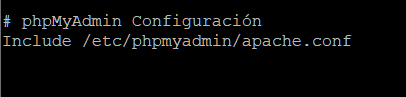 # phpMyAdmin Configuración
Include /etc/phpmyadmin/apache.conf